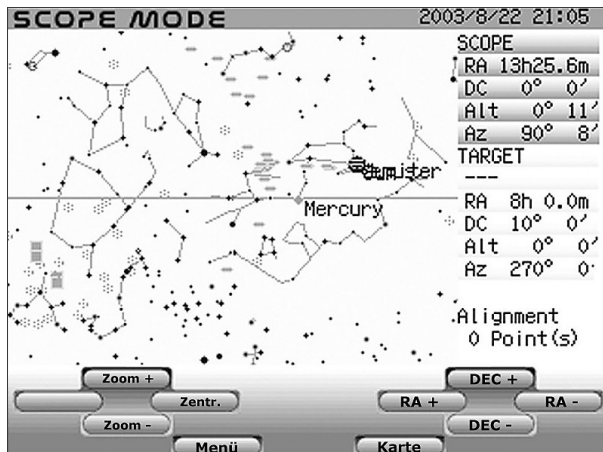 SCOPE MODE 2003/8/22 21:05
SCOPE
RA 13h25.6m
DC 0° 0′
Alt 0° 11′
Az 90° 8′
TARGET
---
RA 8h 0.0m
DC 10° 0′
Alt 0° 0′
Az 270° 0′
Mercury
Alignment
0 Point(s)
Zoom + DEC +
Zentr. RA + RA -
Zoom - DEC -
Menü Karte